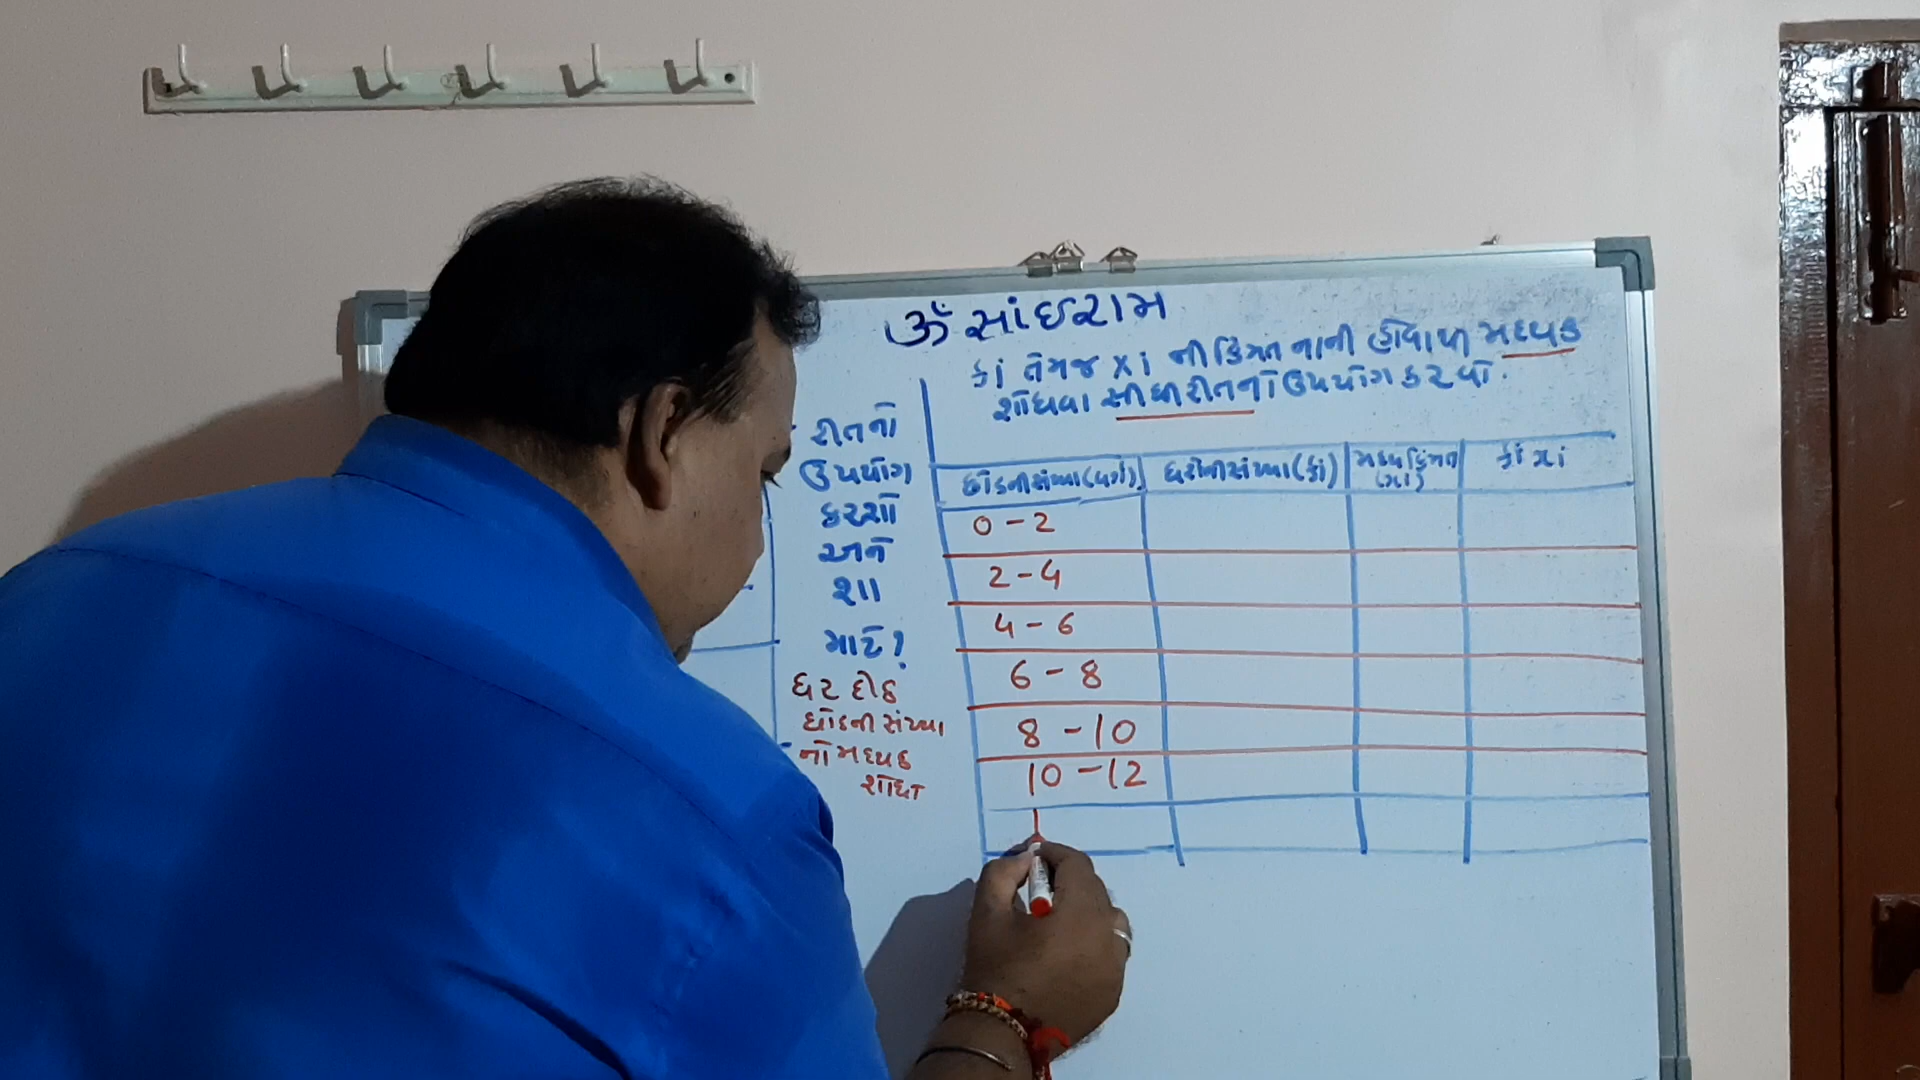 ૐ સાંઈરામ
fi તેમજ xi ની કિંમત નાની હોવાથી મધ્યક
શોધવા સીધી રીતનો ઉપયોગ કરવો.
રીતનો
ઉપયોગ
કરશો
અને
શા
માટે?
ઘર દીઠ
છોડની સંખ્યા
નો મધ્યક
શોધો
છોડની સંખ્યા (વર્ગ) ઘરોની સંખ્યા (fi) મધ્યકિંમત (xi) fi xi
0 - 2
2 - 4
4 - 6
6 - 8
8 - 10
10 - 12